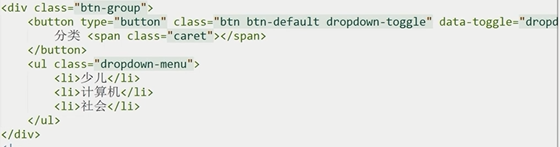 <div class="btn-group">
<button type="button" class="btn btn-default dropdown-toggle" data-toggle="dropd
分类 <span class="caret"></span>
</button>
<ul class="dropdown-menu">
<li>少儿</li>
<li>计算机</li>
<li>社会</li>
</ul>
</div>